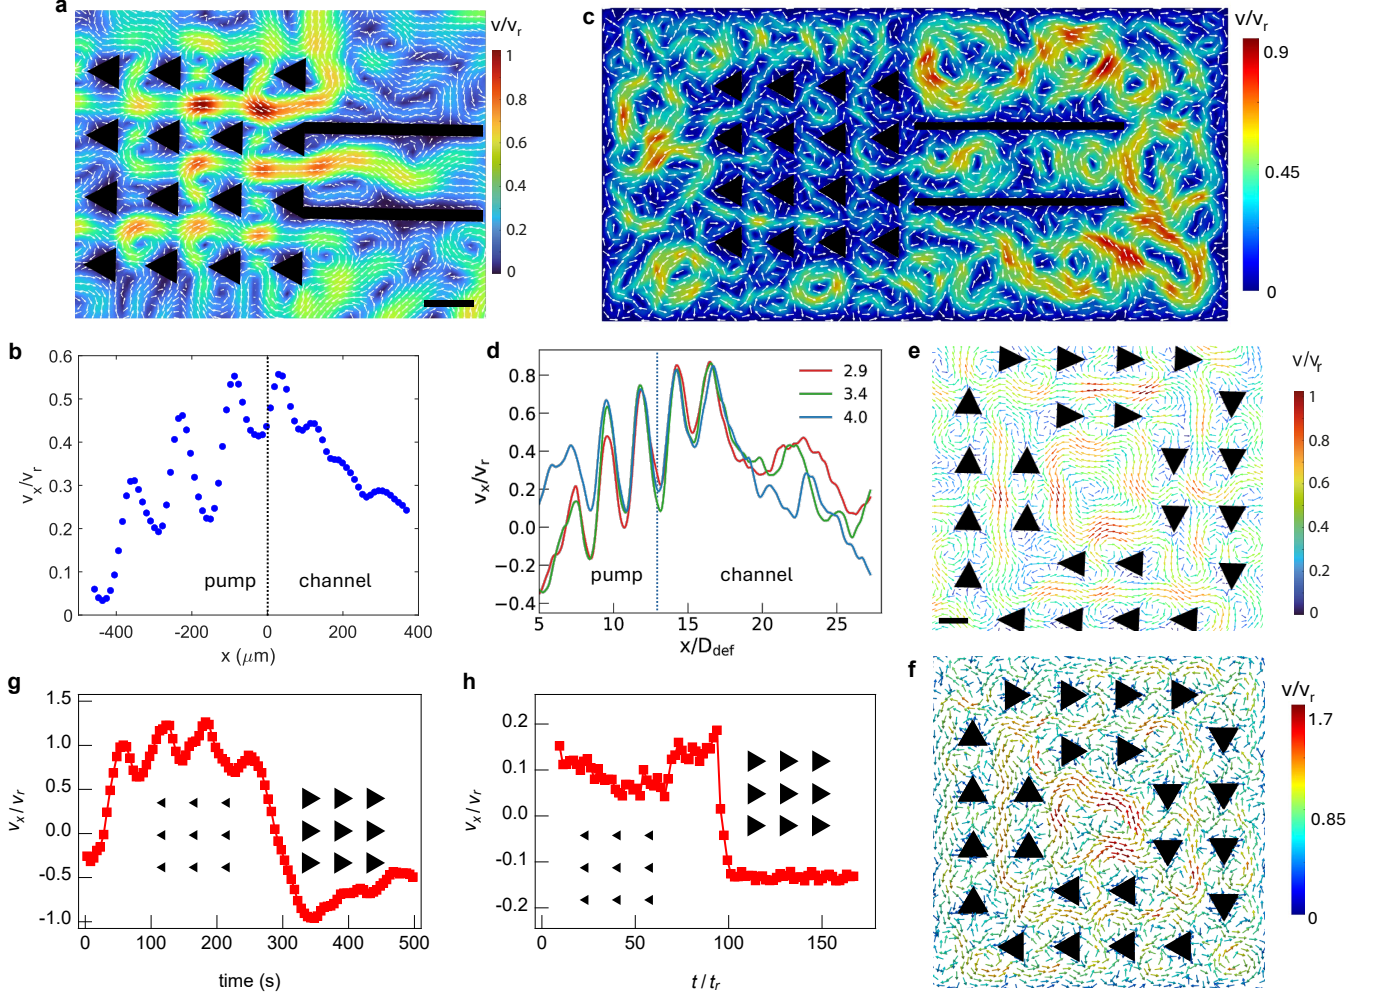 a
v/vr
1
0.8
0.6
0.4
0.2
0
c
v/vr
0.9
0.45
0
b
0.6
0.5
0.4
0.3
0.2
0.1
0
vx/vr
pump
channel
-400
-200
0
200
400
x (μm)
d
0.8
0.6
0.4
0.2
0.0
−0.2
−0.4
vx/vr
2.9
3.4
4.0
pump
channel
5
10
15
20
25
x/Ddef
e
v/vr
1
0.8
0.6
0.4
0.2
0
g
1.5
1.0
0.5
0.0
-0.5
-1.0
vx/vr
0
100
200
300
400
500
time (s)
h
0.2
0.1
0.0
-0.1
-0.2
vx/vr
0
50
100
150
t/tr
f
v/vr
1.7
0.85
0